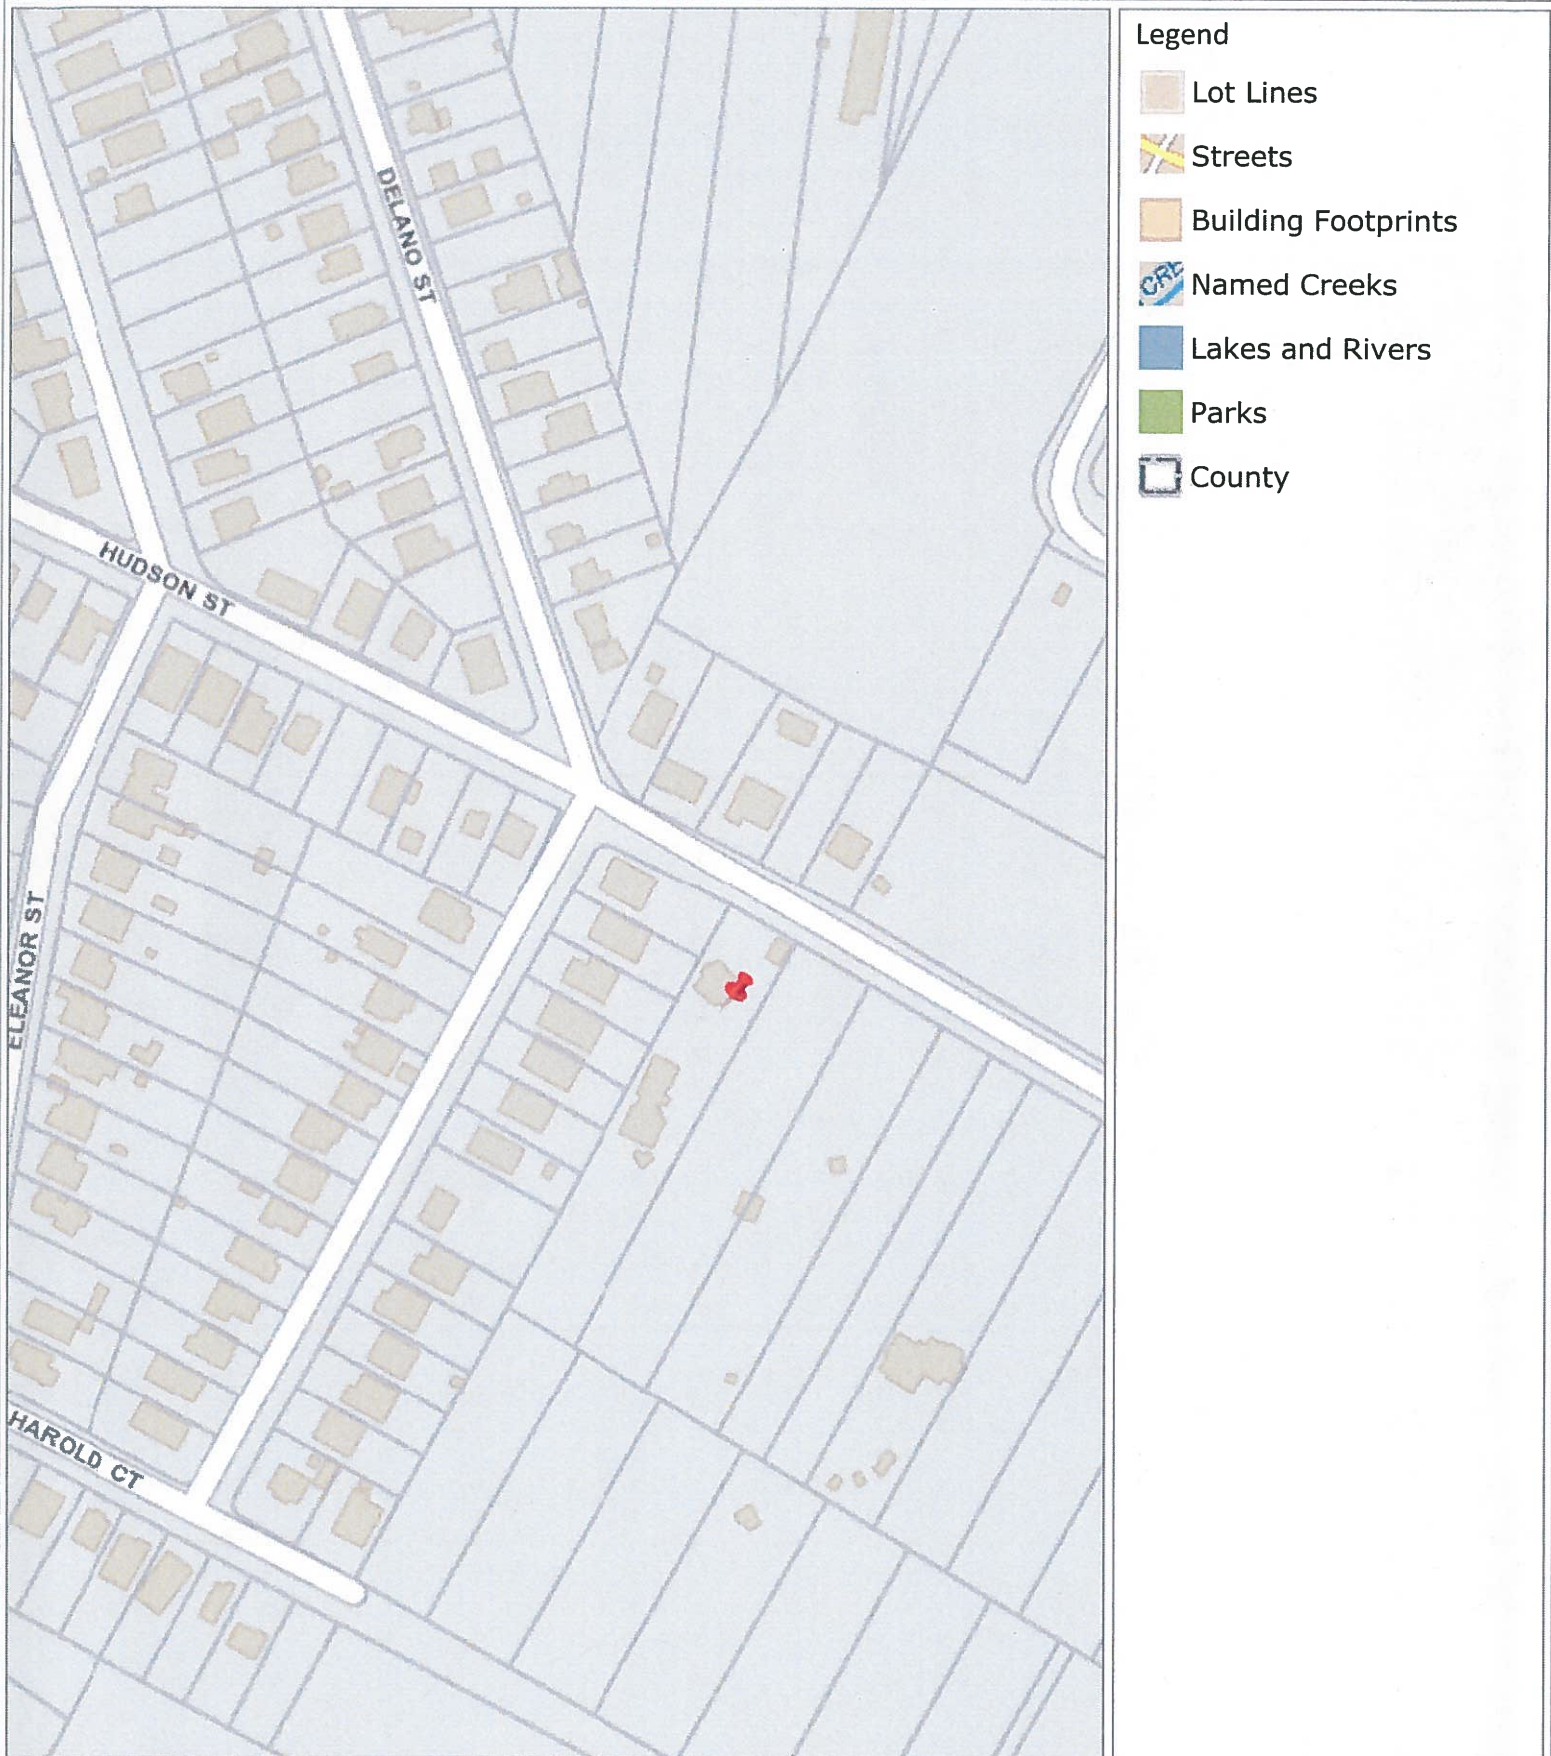 Legend
Lot Lines
Streets
Building Footprints
CRE
Named Creeks
Lakes and Rivers
Parks
County
DELANO ST
HUDSON ST
ELEANOR ST
HAROLD CT